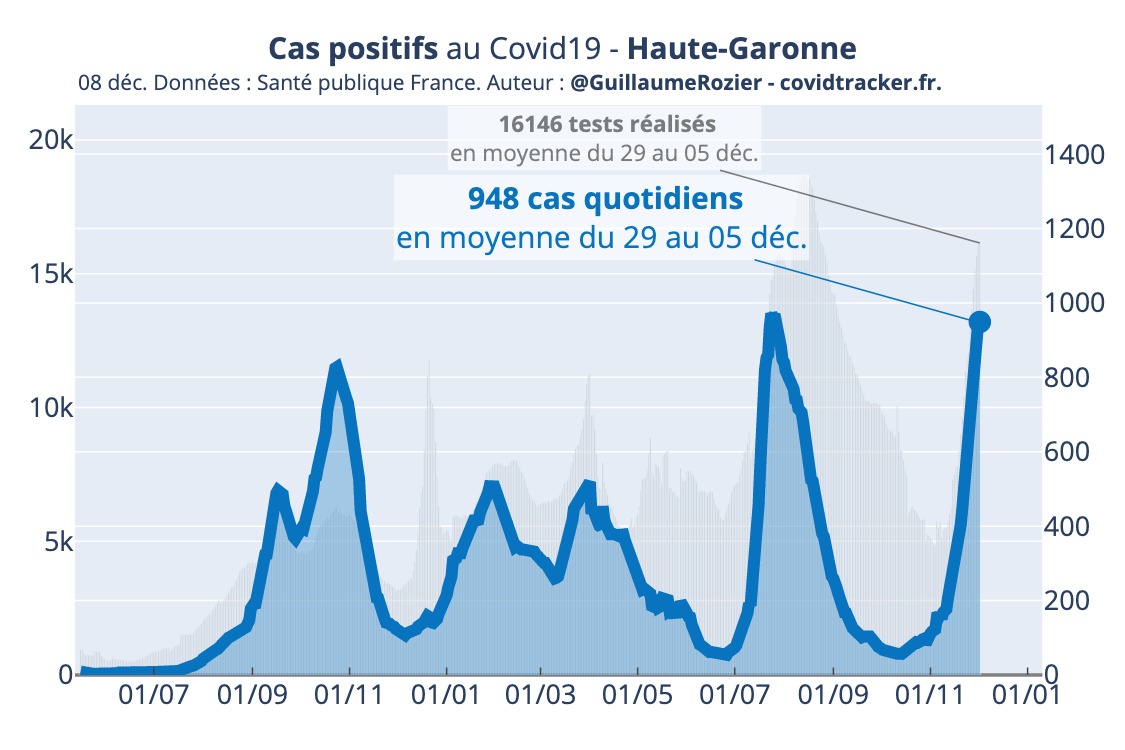 Cas positifs au Covid19 - Haute-Garonne
08 déc. Données : Santé publique France. Auteur : @GuillaumeRozier - covidtracker.fr.
16146 tests réalisés
en moyenne du 29 au 05 déc.
948 cas quotidiens
en moyenne du 29 au 05 déc.
20k
15k
10k
5k
0
1400
1200
1000
800
600
400
200
0
01/07 01/09 01/11 01/01 01/03 01/05 01/07 01/09 01/11 01/01